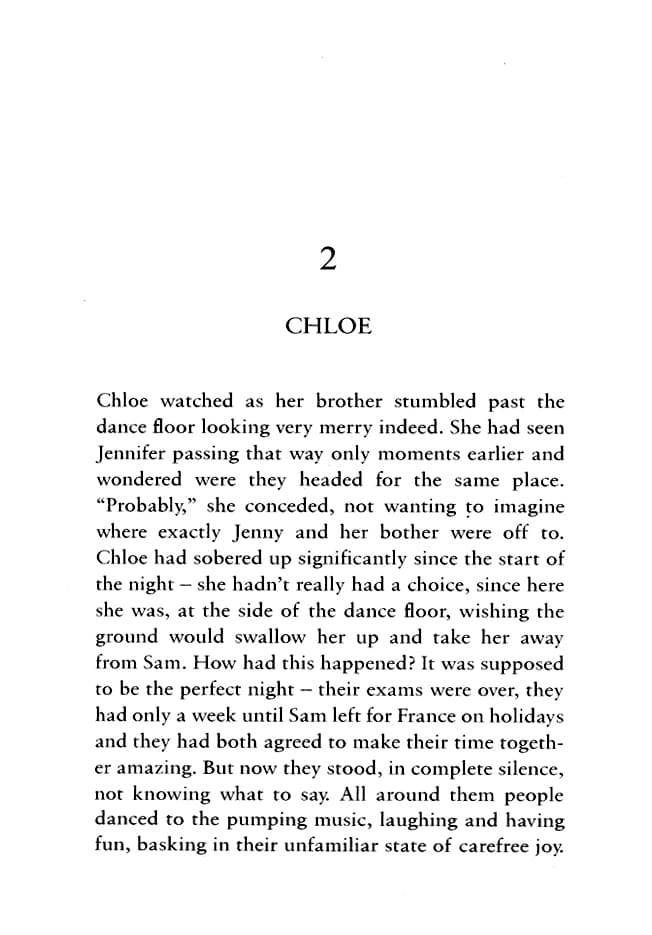 2
CHLOE
Chloe watched as her brother stumbled past the
dance floor looking very merry indeed. She had seen
Jennifer passing that way only moments earlier and
wondered were they headed for the same place.
“Probably,” she conceded, not wanting to imagine
where exactly Jenny and her bother were off to.
Chloe had sobered up significantly since the start of
the night – she hadn’t really had a choice, since here
she was, at the side of the dance floor, wishing the
ground would swallow her up and take her away
from Sam. How had this happened? It was supposed
to be the perfect night – their exams were over, they
had only a week until Sam left for France on holidays
and they had both agreed to make their time togeth-
er amazing. But now they stood, in complete silence,
not knowing what to say. All around them people
danced to the pumping music, laughing and having
fun, basking in their unfamiliar state of carefree joy.